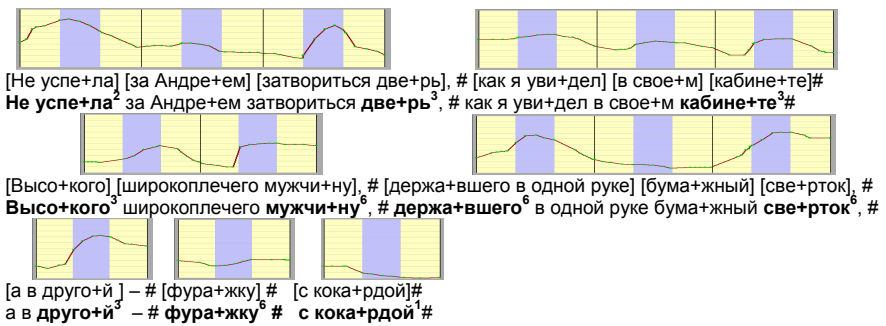 [Не успе+ла] [за Андре+ем] [затвориться две+рь], # [как я уви+дел] [в свое+м] [кабине+те]#
Не успе+ла² за Андре+ем затвориться две+рь³, # как я уви+дел в свое+м кабине+те³#
[Высо+кого] [широкоплечего мужчи+ну], # [держа+вшего в одной руке] [бума+жный] [све+рток], #
Высо+кого³ широкоплечего мужчи+ну⁶, # держа+вшего⁶ в одной руке бума+жный све+рток⁶, #
[а в друго+й ] – # [фура+жку] # [с кока+рдой]#
а в друго+й³ – # фура+жку⁶ # с кока+рдой¹#